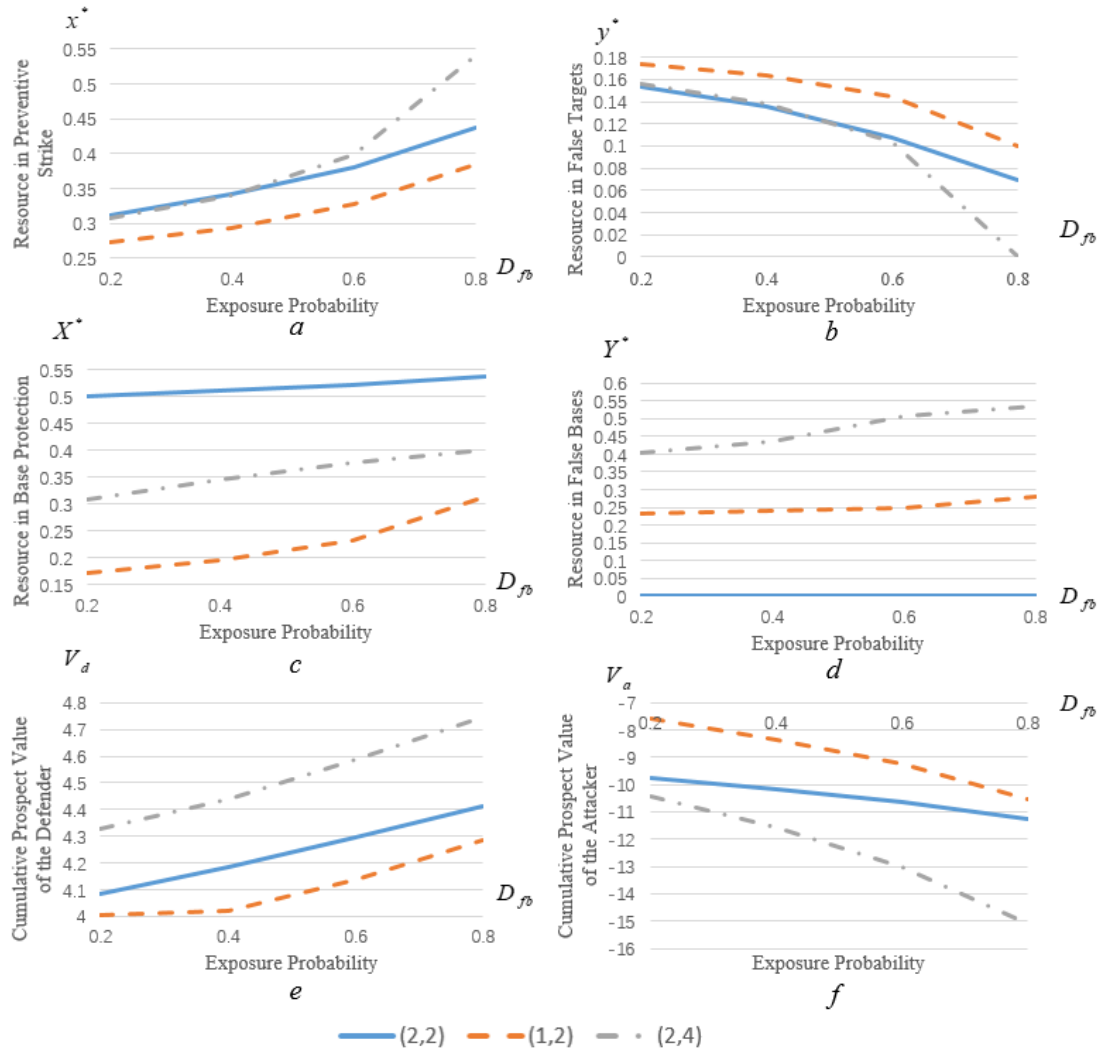 x*
0.55
0.5
0.45
0.4
0.35
0.3
0.25
Resource in Preventive
Strike
0.2 0.4 0.6 0.8
D_fb
Exposure Probability
a
y*
0.18
0.16
0.14
0.12
0.10
0.08
0.06
0.04
0.02
0
Resource in False Targets
0.2 0.4 0.6 0.8
D_fb
Exposure Probability
b
X*
0.55
0.5
0.45
0.4
0.35
0.3
0.25
0.2
0.15
Resource in Base Protection
0.2 0.4 0.6 0.8
D_fb
Exposure Probability
c
Y*
0.6
0.55
0.5
0.45
0.4
0.35
0.3
0.25
0.2
0.15
0.1
0.05
0
Resource in False Bases
0.2 0.4 0.6 0.8
D_fb
Exposure Probability
d
V_d
4.8
4.7
4.6
4.5
4.4
4.3
4.2
4.1
4
Cumulative Prospect Value
of the Defender
0.2 0.4 0.6 0.8
D_fb
Exposure Probability
e
V_a
-7
-8
-9
-10
-11
-12
-13
-14
-15
-16
Cumulative Prospect Value
of the Attacker
0.2 0.4 0.6 0.8
D_fb
Exposure Probability
f
(2,2) (1,2) (2,4)